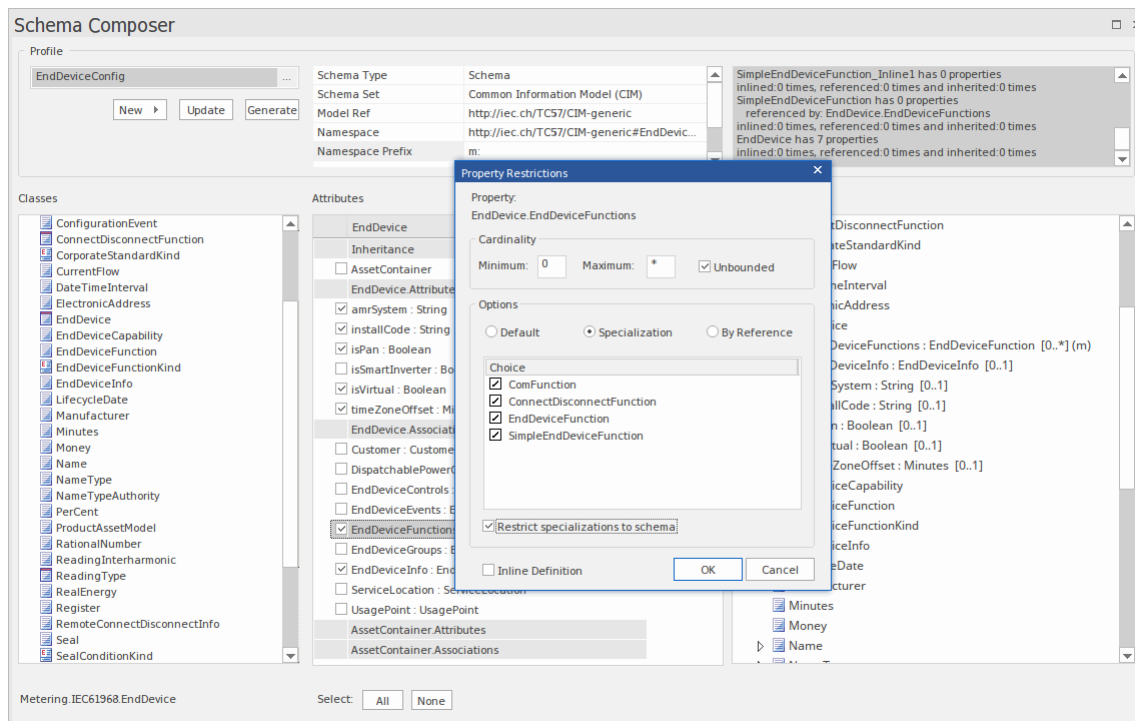 Schema Composer
Profile
EndDeviceConfig
...
New
Update
Generate
Schema Type Schema
Schema Set Common Information Model (CIM)
Model Ref http://iec.ch/TC57/CIM-generic
Namespace http://iec.ch/TC57/CIM-generic#EndDevic...
Namespace Prefix m:
SimpleEndDeviceFunction_Inline1 has 0 properties
inlined:0 times, referenced:0 times and inherited:0 times
SimpleEndDeviceFunction has 0 properties
referenced by: EndDevice.EndDeviceFunctions
inlined:0 times, referenced:0 times and inherited:0 times
EndDevice has 7 properties
inlined:0 times, referenced:0 times and inherited:0 times
Classes
ConfigurationEvent
ConnectDisconnectFunction
CorporateStandardKind
CurrentFlow
DateTimeInterval
ElectronicAddress
EndDevice
EndDeviceCapability
EndDeviceFunction
EndDeviceFunctionKind
EndDeviceInfo
LifecycleDate
Manufacturer
Minutes
Money
Name
NameType
NameTypeAuthority
PerCent
ProductAssetModel
RationalNumber
ReadingInterharmonic
ReadingType
RealEnergy
Register
RemoteConnectDisconnectInfo
Seal
SealConditionKind
Attributes
EndDevice
Inheritance
AssetContainer
EndDevice.Attribute
amrSystem : String
installCode : String
isPan : Boolean
isSmartInverter : Bo
isVirtual : Boolean
timeZoneOffset : Mi
EndDevice.Associati
Customer : Custome
DispatchablePowerC
EndDeviceControls :
EndDeviceEvents : E
EndDeviceFunctions
EndDeviceGroups : E
EndDeviceInfo : End
ServiceLocation : ServiceLocation
UsagePoint : UsagePoint
AssetContainer.Attributes
AssetContainer.Associations
Property Restrictions
Property:
EndDevice.EndDeviceFunctions
Cardinality
Minimum: 0 Maximum: * Unbounded
Options
Default Specialization By Reference
Choice
ComFunction
ConnectDisconnectFunction
EndDeviceFunction
SimpleEndDeviceFunction
Restrict specializations to schema
Inline Definition
OK
Cancel
tDisconnectFunction
ateStandardKind
Flow
neInterval
nicAddress
ice
DeviceFunctions : EndDeviceFunction [0..*] (m)
DeviceInfo : EndDeviceInfo [0..1]
System : String [0..1]
allCode : String [0..1]
n : Boolean [0..1]
tual : Boolean [0..1]
ZoneOffset : Minutes [0..1]
iceCapability
iceFunction
iceFunctionKind
iceInfo
eDate
cturer
Minutes
Money
Name
Metering.IEC61968.EndDevice
Select: All None